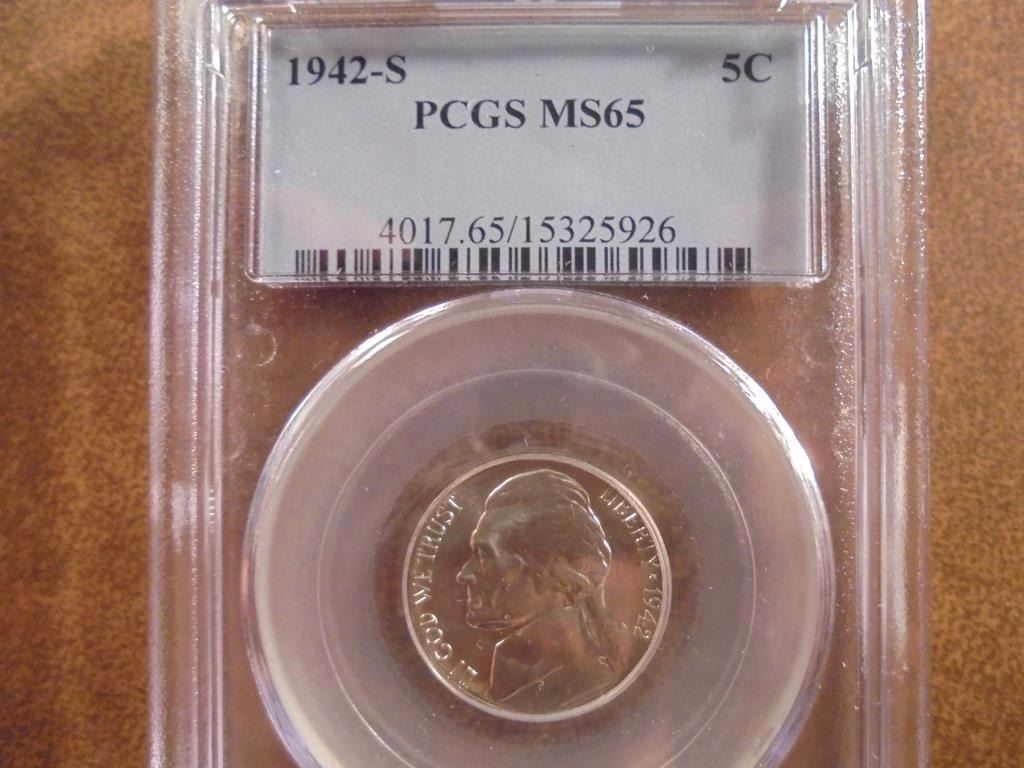 1942-S 5C
PCGS MS65
4017.65/15325926
IN GOD WE TRUST
LIBERTY ★ 1942